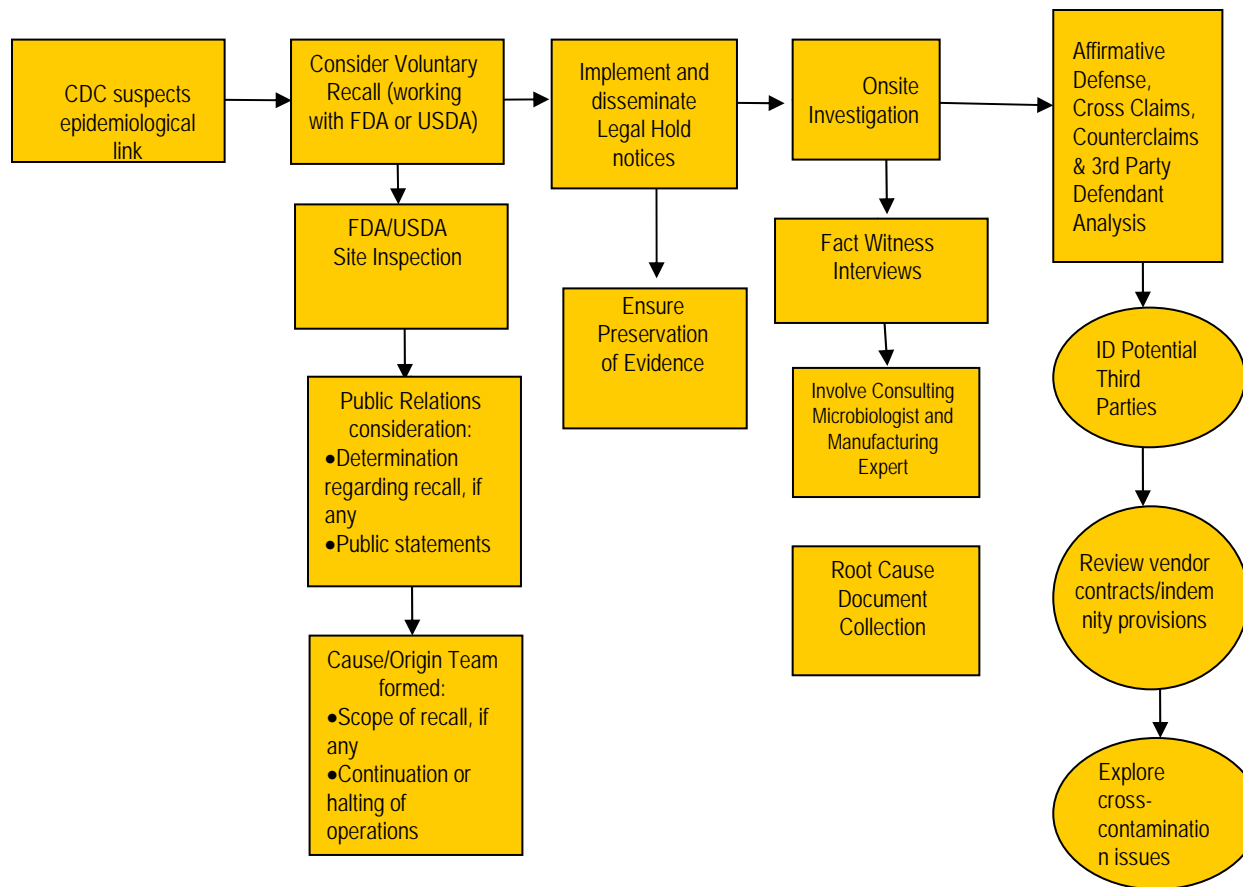 CDC suspects
epidemiological
link
Consider Voluntary
Recall (working
with FDA or USDA)
Implement and
disseminate
Legal Hold
notices
Onsite
Investigation
Affirmative
Defense,
Cross Claims,
Counterclaims
& 3rd Party
Defendant
Analysis
FDA/USDA
Site Inspection
Ensure
Preservation
of Evidence
Fact Witness
Interviews
ID Potential
Third
Parties
Public Relations
consideration:
•Determination
regarding recall, if
any
•Public statements
Involve Consulting
Microbiologist and
Manufacturing
Expert
Review vendor
contracts/indem
nity provisions
Root Cause
Document
Collection
Cause/Origin Team
formed:
•Scope of recall, if
any
•Continuation or
halting of
operations
Explore
cross-
contaminatio
n issues